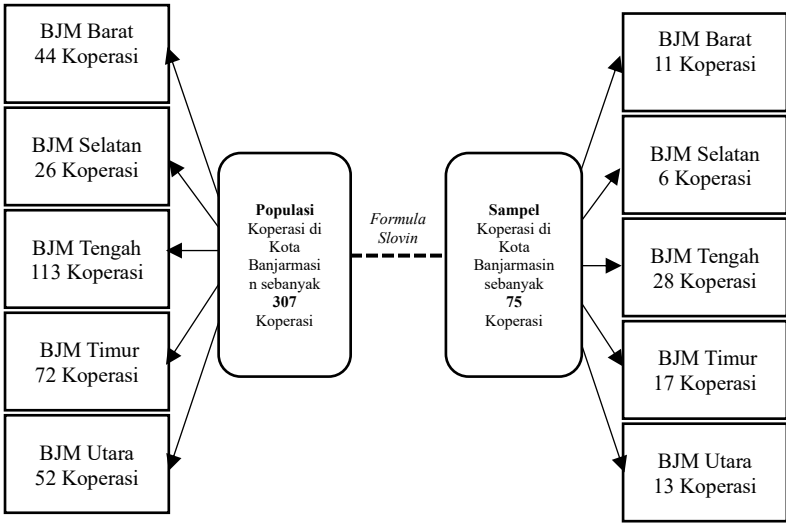 BJM Barat
44 Koperasi
BJM Selatan
26 Koperasi
BJM Tengah
113 Koperasi
BJM Timur
72 Koperasi
BJM Utara
52 Koperasi
Populasi
Koperasi di
Kota
Banjarmasi
n sebanyak
307
Koperasi
Formula
Slovin
Sampel
Koperasi di
Kota
Banjarmasin
sebanyak
75
Koperasi
BJM Barat
11 Koperasi
BJM Selatan
6 Koperasi
BJM Tengah
28 Koperasi
BJM Timur
17 Koperasi
BJM Utara
13 Koperasi